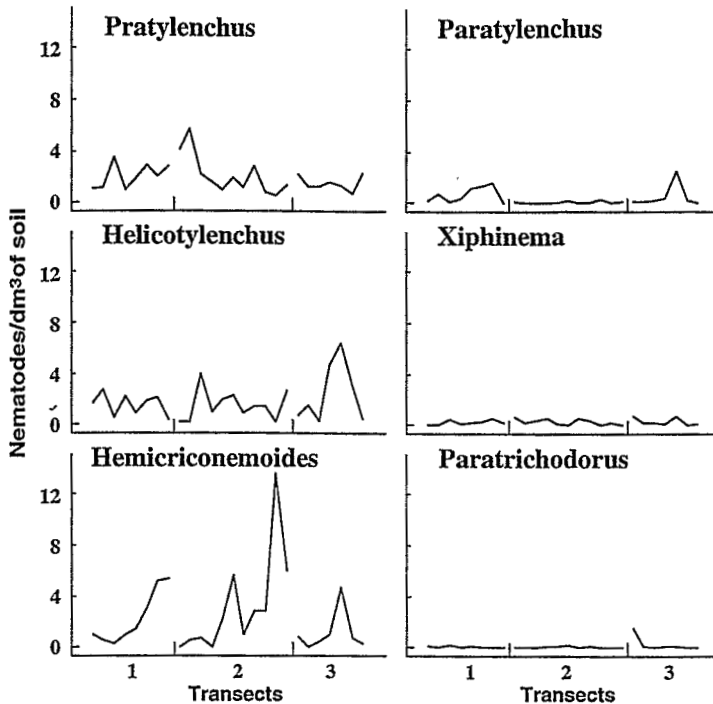 Pratylenchus
Paratylenchus
12
8
4
0
Helicotylenchus
Xiphinema
12
8
4
0
Nematodes/dm³of soil
Hemicriconemoides
Paratrichodorus
12
8
4
0
1 2 3
1 2 3
Transects
Transects